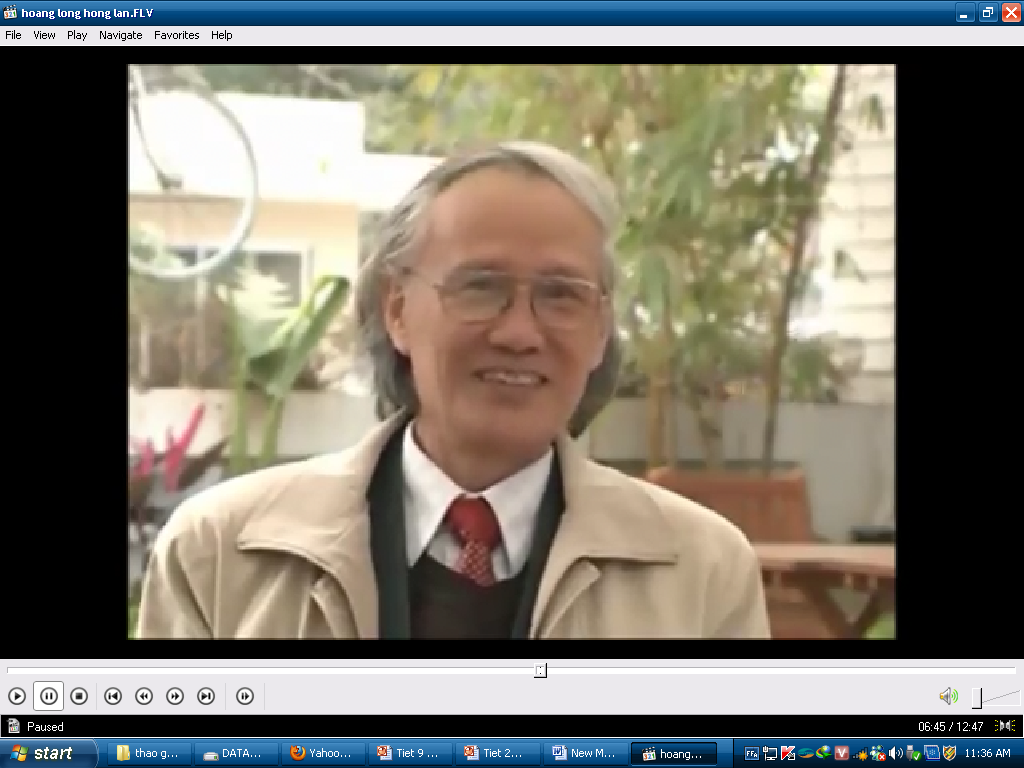 hoang long hong lan.FLV
File View Play Navigate Favorites Help
Paused
06:45 / 12:47
start
thao g...
DATA...
Yahoo...
Tiet 9 ...
Tiet 2...
New M...
hoang...
11:36 AM